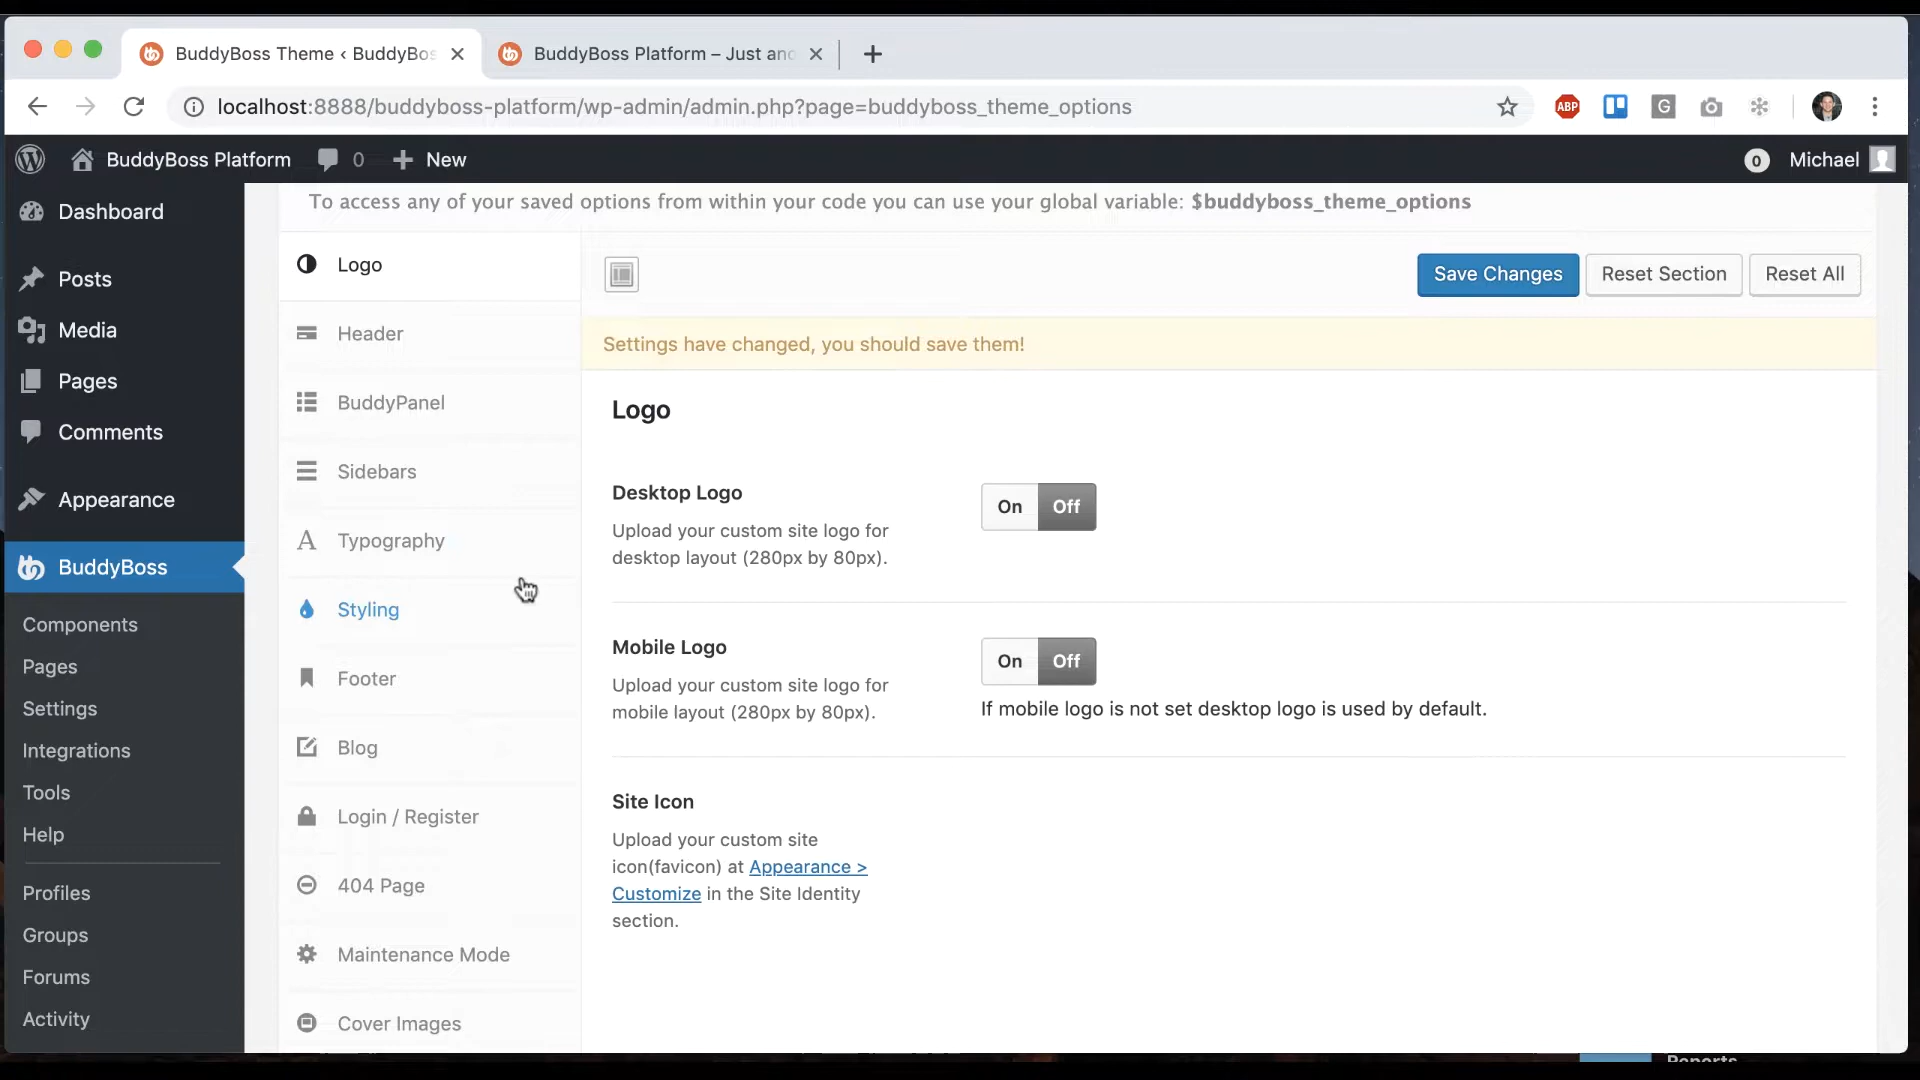 BuddyBoss Theme ‹ BuddyBos
BuddyBoss Platform – Just ano
localhost:8888/buddyboss-platform/wp-admin/admin.php?page=buddyboss_theme_options
ABP
G
BuddyBoss Platform
0
New
0
Michael
Dashboard
Posts
Media
Pages
Comments
Appearance
BuddyBoss
Components
Pages
Settings
Integrations
Tools
Help
Profiles
Groups
Forums
Activity
To access any of your saved options from within your code you can use your global variable: $buddyboss_theme_options
Logo
Header
BuddyPanel
Sidebars
Typography
Styling
Footer
Blog
Login / Register
404 Page
Maintenance Mode
Cover Images
Save Changes
Reset Section
Reset All
Settings have changed, you should save them!
Logo
Desktop Logo
Upload your custom site logo for
desktop layout (280px by 80px).
On Off
Mobile Logo
Upload your custom site logo for
mobile layout (280px by 80px).
On Off
If mobile logo is not set desktop logo is used by default.
Site Icon
Upload your custom site
icon(favicon) at Appearance >
Customize in the Site Identity
section.
Reports